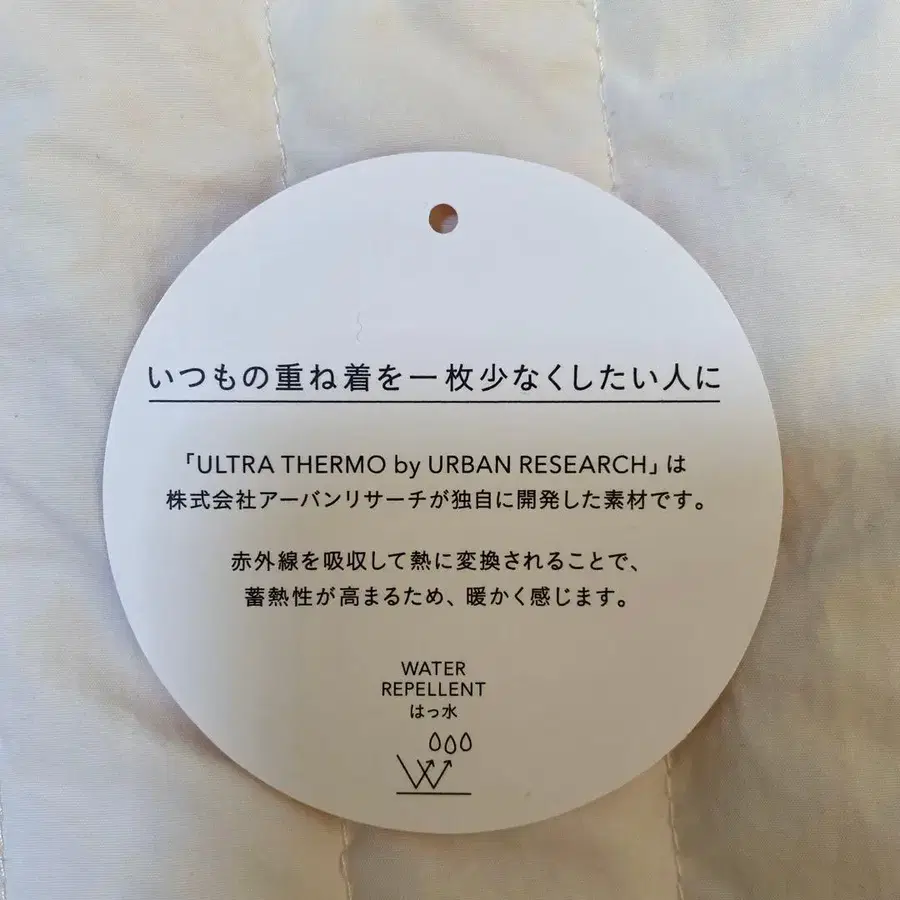 いつもの重ね着を一枚少なくしたい人に
「ULTRA THERMO by URBAN RESEARCH」は
株式会社アーバンリサーチが独自に開発した素材です。
赤外線を吸収して熱に変換されることで、
蓄熱性が高まるため、暖かく感じます。
WATER
REPELLENT
はっ水